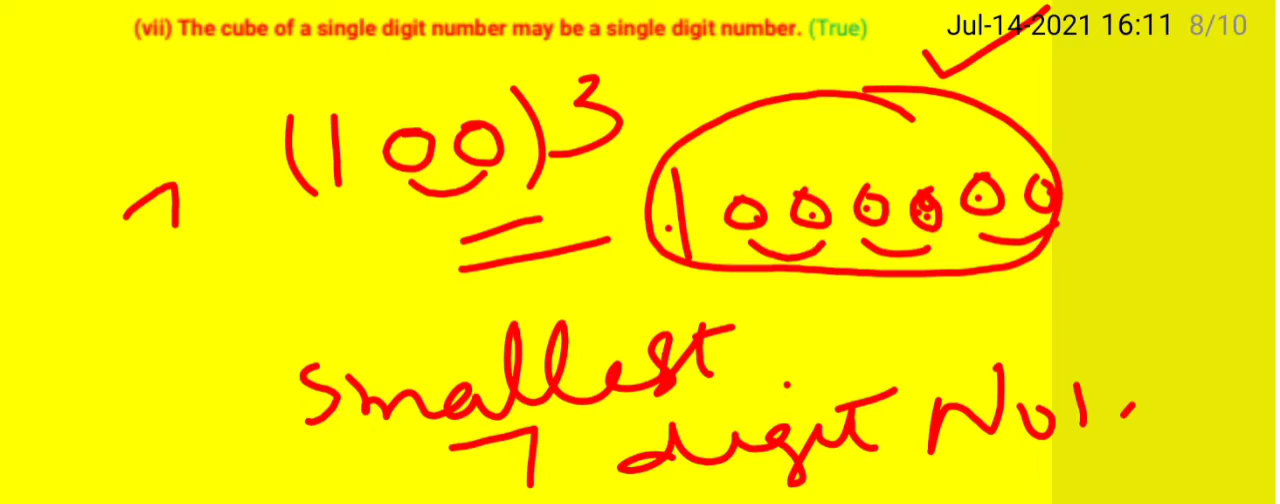 (vii) The cube of a single digit number may be a single digit number. (True)
Jul-14-2021 16:11 8/10
(100)3 = 1000000
7
smallest
7 digit No.